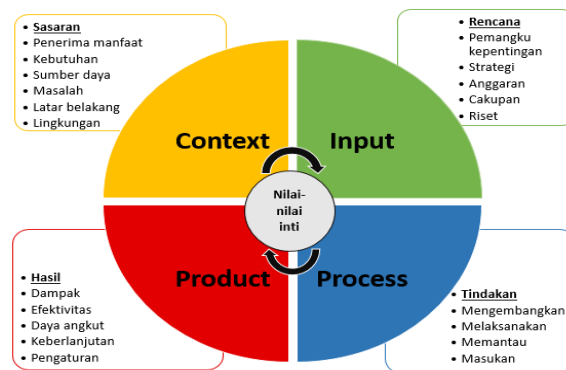 • Sasaran
• Penerima manfaat
• Kebutuhan
• Sumber daya
• Masalah
• Latar belakang
• Lingkungan
• Rencana
• Pemangku
kepentingan
• Strategi
• Anggaran
• Cakupan
• Riset
Context
Input
Nilai-
nilai
inti
Product
Process
• Hasil
• Dampak
• Efektivitas
• Daya angkut
• Keberlanjutan
• Pengaturan
• Tindakan
• Mengembangkan
• Melaksanakan
• Memantau
• Masukan